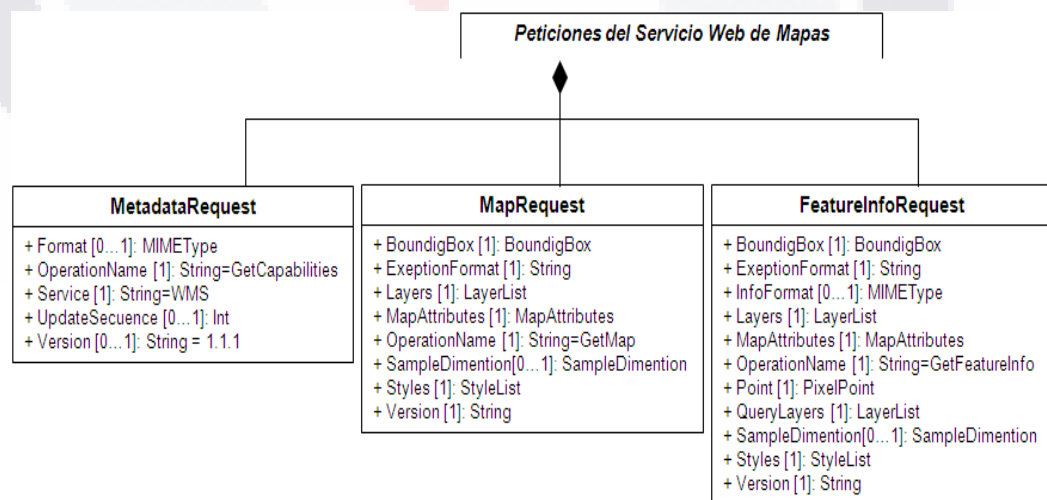 Peticiones del Servicio Web de Mapas
MetadataRequest
+ Format [0...1]: MIMEType
+ OperationName [1]: String=GetCapabilities
+ Service [1]: String=WMS
+ UpdateSecuence [0...1]: Int
+ Version [0...1]: String = 1.1.1
MapRequest
+ BoundigBox [1]: BoundigBox
+ ExeptionFormat [1]: String
+ Layers [1]: LayerList
+ MapAttributes [1]: MapAttributes
+ OperationName [1]: String=GetMap
+ SampleDimention[0...1]: SampleDimention
+ Styles [1]: StyleList
+ Version [1]: String
FeatureInfoRequest
+ BoundigBox [1]: BoundigBox
+ ExeptionFormat [1]: String
+ InfoFormat [0...1]: MIMEType
+ Layers [1]: LayerList
+ MapAttributes [1]: MapAttributes
+ OperationName [1]: String=GetFeatureInfo
+ Point [1]: PixelPoint
+ QueryLayers [1]: LayerList
+ SampleDimention[0...1]: SampleDimention
+ Styles [1]: StyleList
+ Version [1]: String